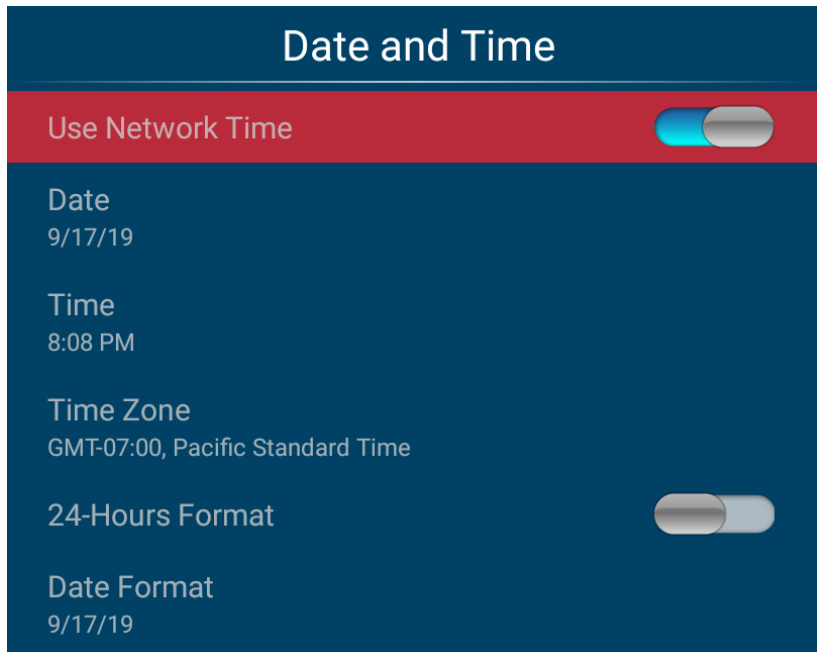 Date and Time
Use Network Time
Date
9/17/19
Time
8:08 PM
Time Zone
GMT-07:00, Pacific Standard Time
24-Hours Format
Date Format
9/17/19